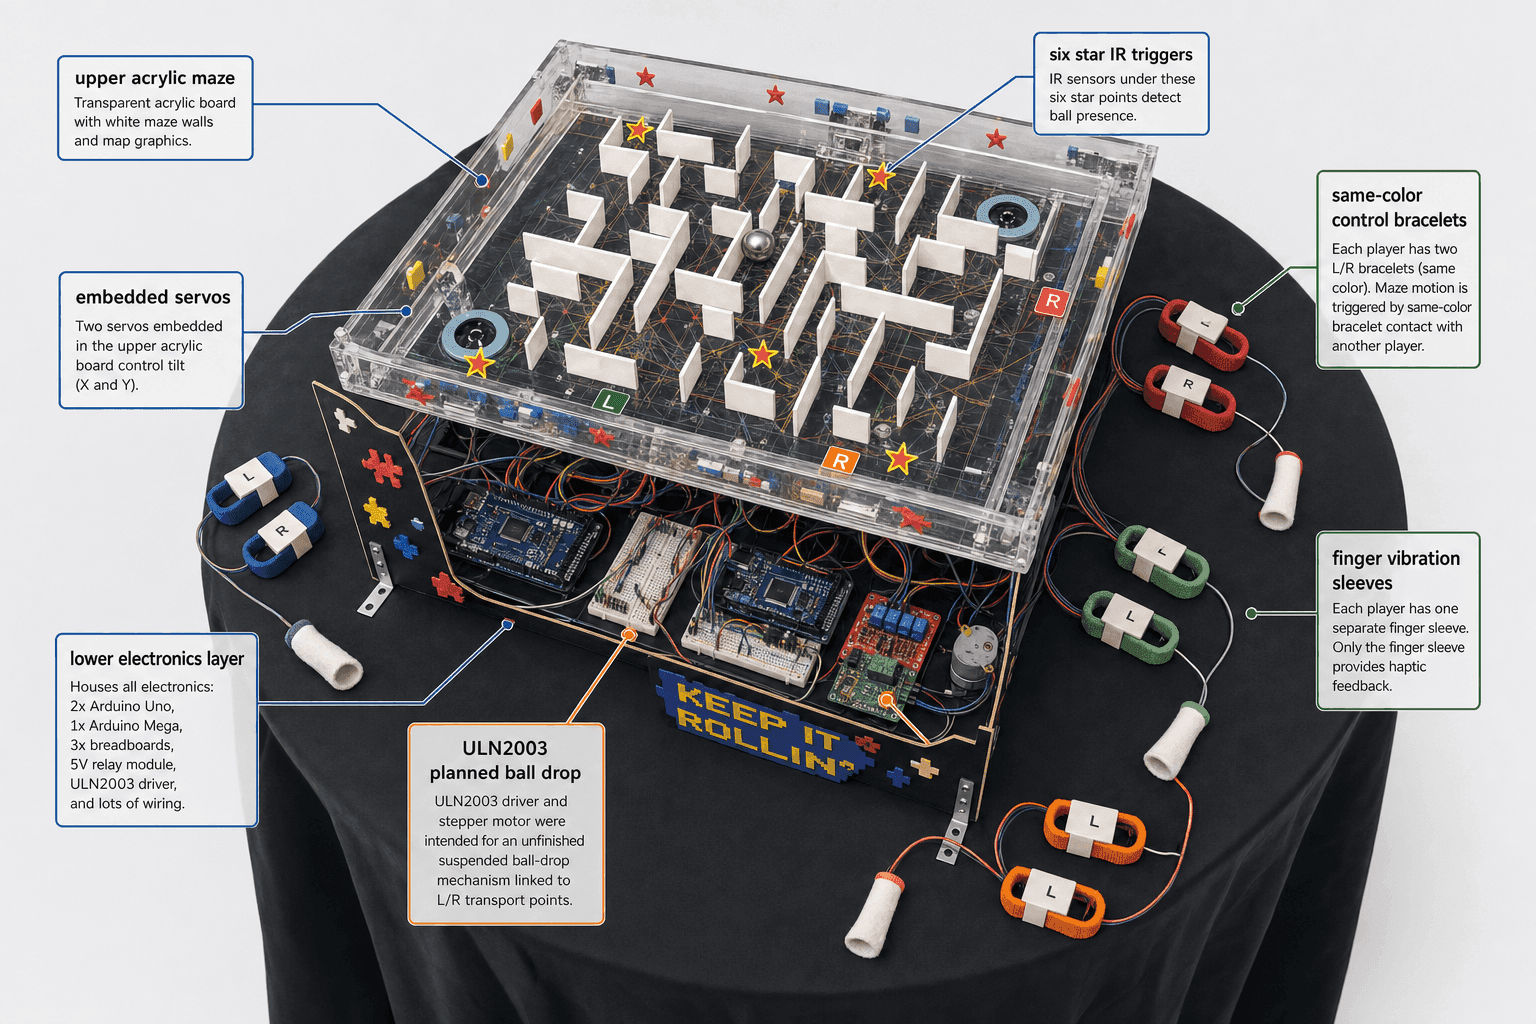 upper acrylic maze
Transparent acrylic board
with white maze walls
and map graphics.
six star IR triggers
IR sensors under these
six star points detect
ball presence.
same-color
control bracelets
Each player has two
L/R bracelets (same
color). Maze motion is
triggered by same-color
bracelet contact with
another player.
embedded servos
Two servos embedded
in the upper acrylic
board control tilt
(X and Y).
R
L
R
L
R
L
R
L
L
finger vibration
sleeves
Each player has one
separate finger sleeve.
Only the finger sleeve
provides haptic
feedback.
lower electronics layer
Houses all electronics:
2x Arduino Uno,
1x Arduino Mega,
3x breadboards,
5V relay module,
ULN2003 driver,
and lots of wiring.
KEEP IT
ROLLIN'
ULN2003
planned ball drop
ULN2003 driver and
stepper motor were
intended for an unfinished
suspended ball-drop
mechanism linked to
L/R transport points.
L
L